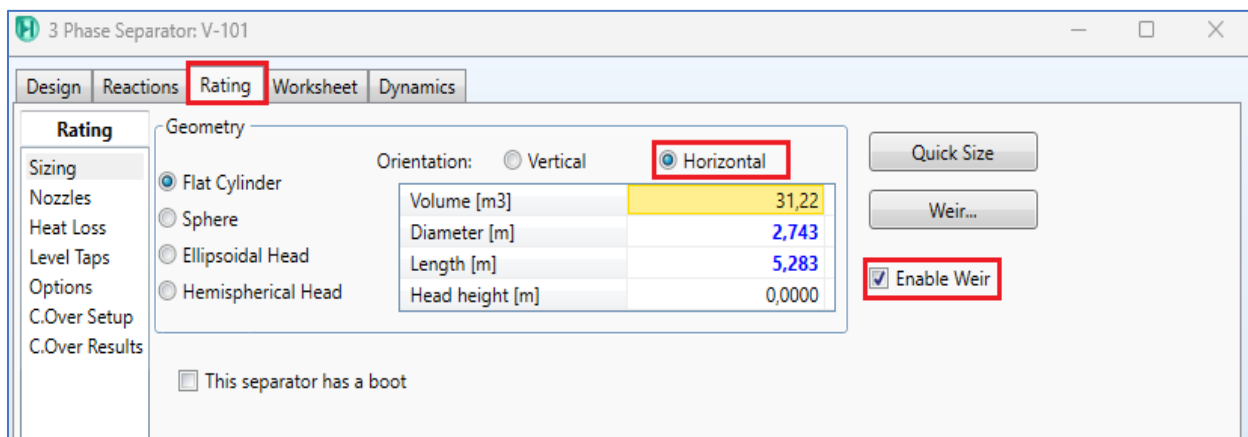 3 Phase Separator: V-101
Design Reactions Rating Worksheet Dynamics
Rating
Sizing
Nozzles
Heat Loss
Level Taps
Options
C.Over Setup
C.Over Results
Geometry
Orientation: Vertical Horizontal
Flat Cylinder
Sphere
Ellipsoidal Head
Hemispherical Head
Volume [m3] 31,22
Diameter [m] 2,743
Length [m] 5,283
Head height [m] 0,0000
Quick Size
Weir...
Enable Weir
This separator has a boot